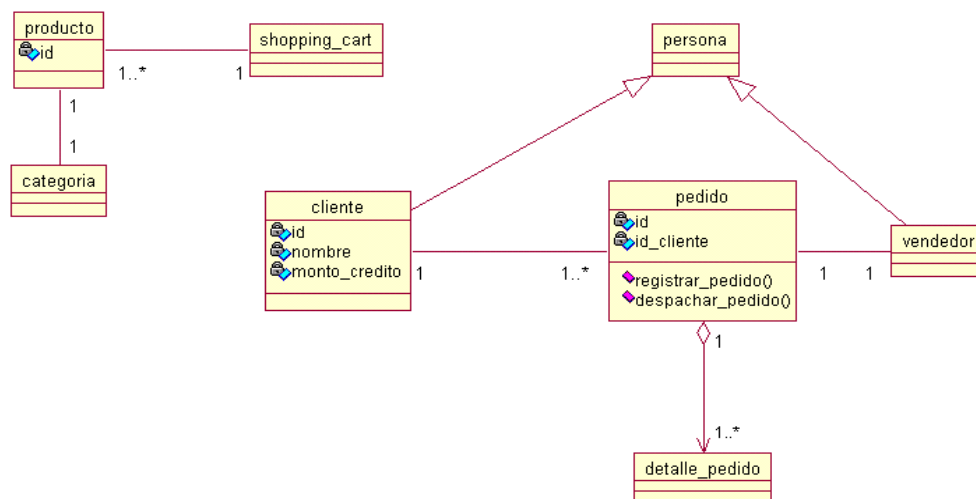 producto
id
shopping_cart
persona
1..*
1
1
1
categoria
cliente
id
nombre
monto_credito
pedido
id
id_cliente
registrar_pedido()
despachar_pedido()
vendedor
1
1..*
1
1
1
1..*
detalle_pedido